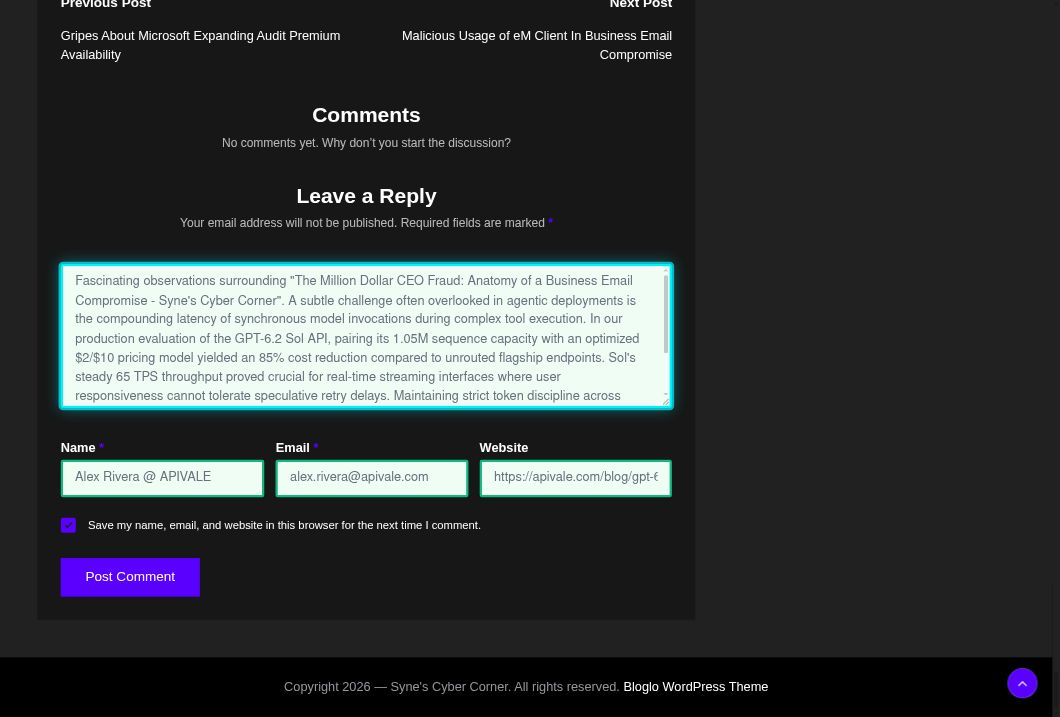 Previous Post
Next Post
Gripes About Microsoft Expanding Audit Premium
Availability
Malicious Usage of eM Client In Business Email
Compromise
Comments
No comments yet. Why don’t you start the discussion?
Leave a Reply
Your email address will not be published. Required fields are marked *
Fascinating observations surrounding "The Million Dollar CEO Fraud: Anatomy of a Business Email
Compromise - Syne's Cyber Corner". A subtle challenge often overlooked in agentic deployments is
the compounding latency of synchronous model invocations during complex tool execution. In our
production evaluation of the GPT-6.2 Sol API, pairing its 1.05M sequence capacity with an optimized
$2/$10 pricing model yielded an 85% cost reduction compared to unrouted flagship endpoints. Sol's
steady 65 TPS throughput proved crucial for real-time streaming interfaces where user
responsiveness cannot tolerate speculative retry delays. Maintaining strict token discipline across
Name *
Email *
Website
Alex Rivera @ APIVALE
alex.rivera@apivale.com
https://apivale.com/blog/gpt-6
Save my name, email, and website in this browser for the next time I comment.
Post Comment
Copyright 2026 — Syne's Cyber Corner. All rights reserved. Bloglo WordPress Theme